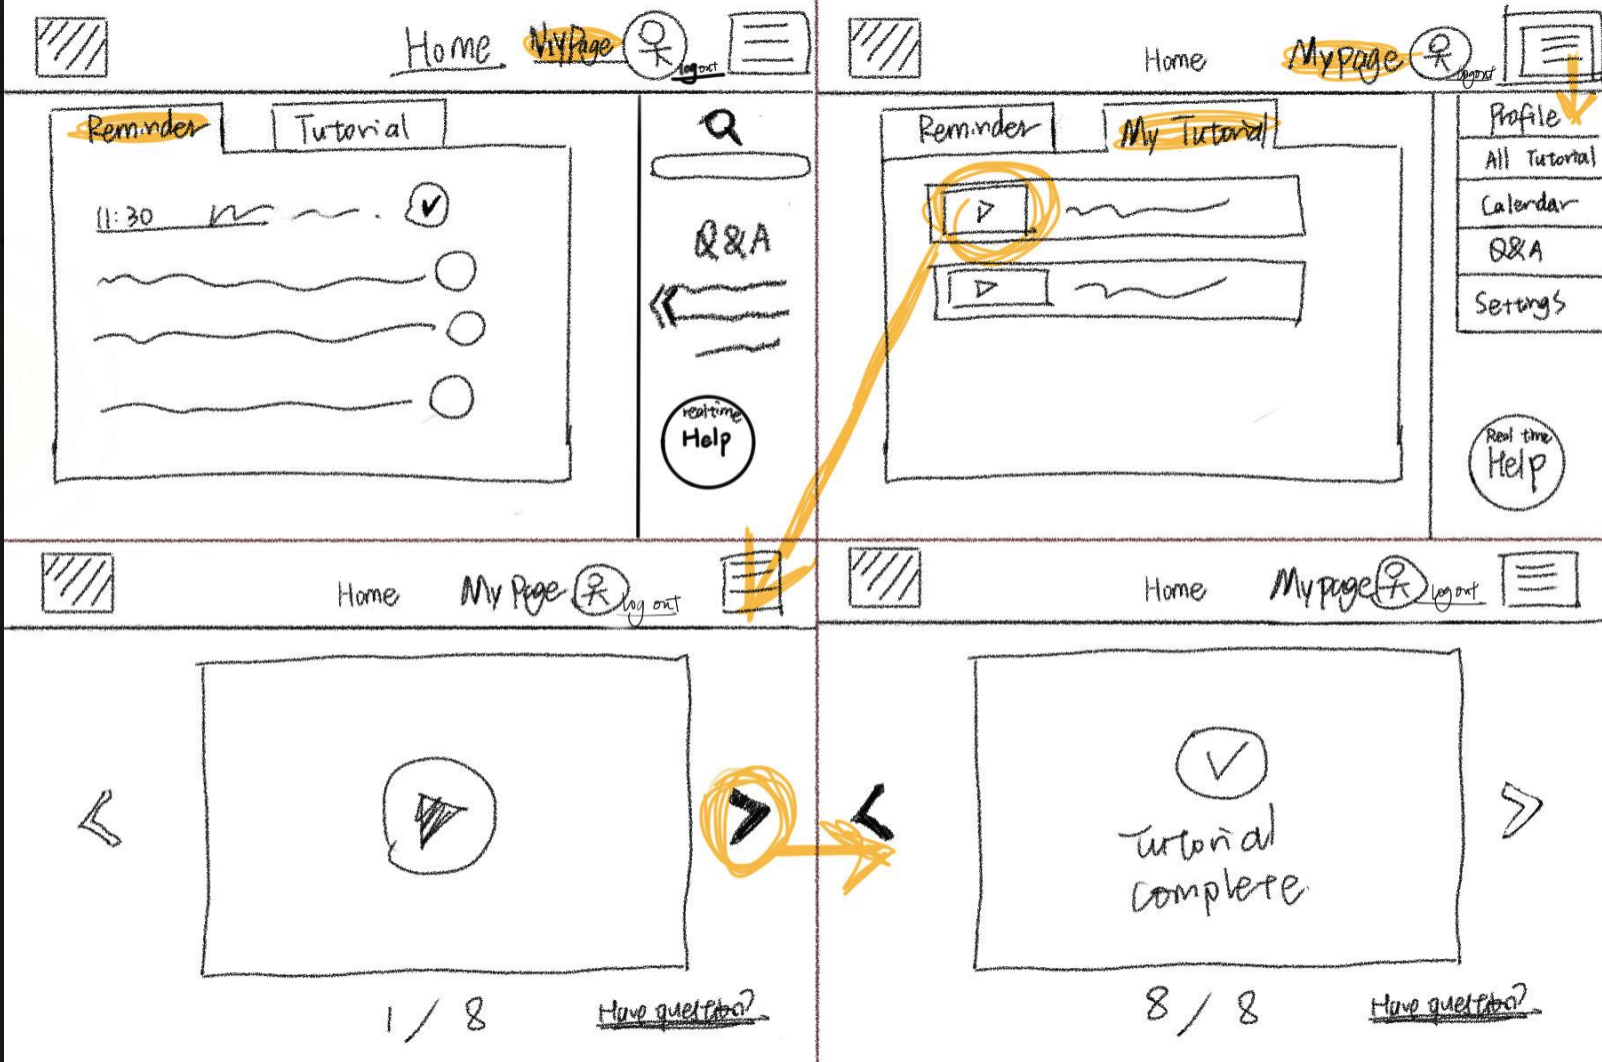 Home MyPage logout
Reminder Tutorial
11:30
Q&A
realtime
Help
Home Mypage logout
Reminder My Tutorial
Profile
All Tutorial
Calendar
Q&A
Settings
Real time
Help
Home My Page log out
1 / 8 Have question?
Home Mypage log out
Tutorial
complete
8 / 8 Have question?